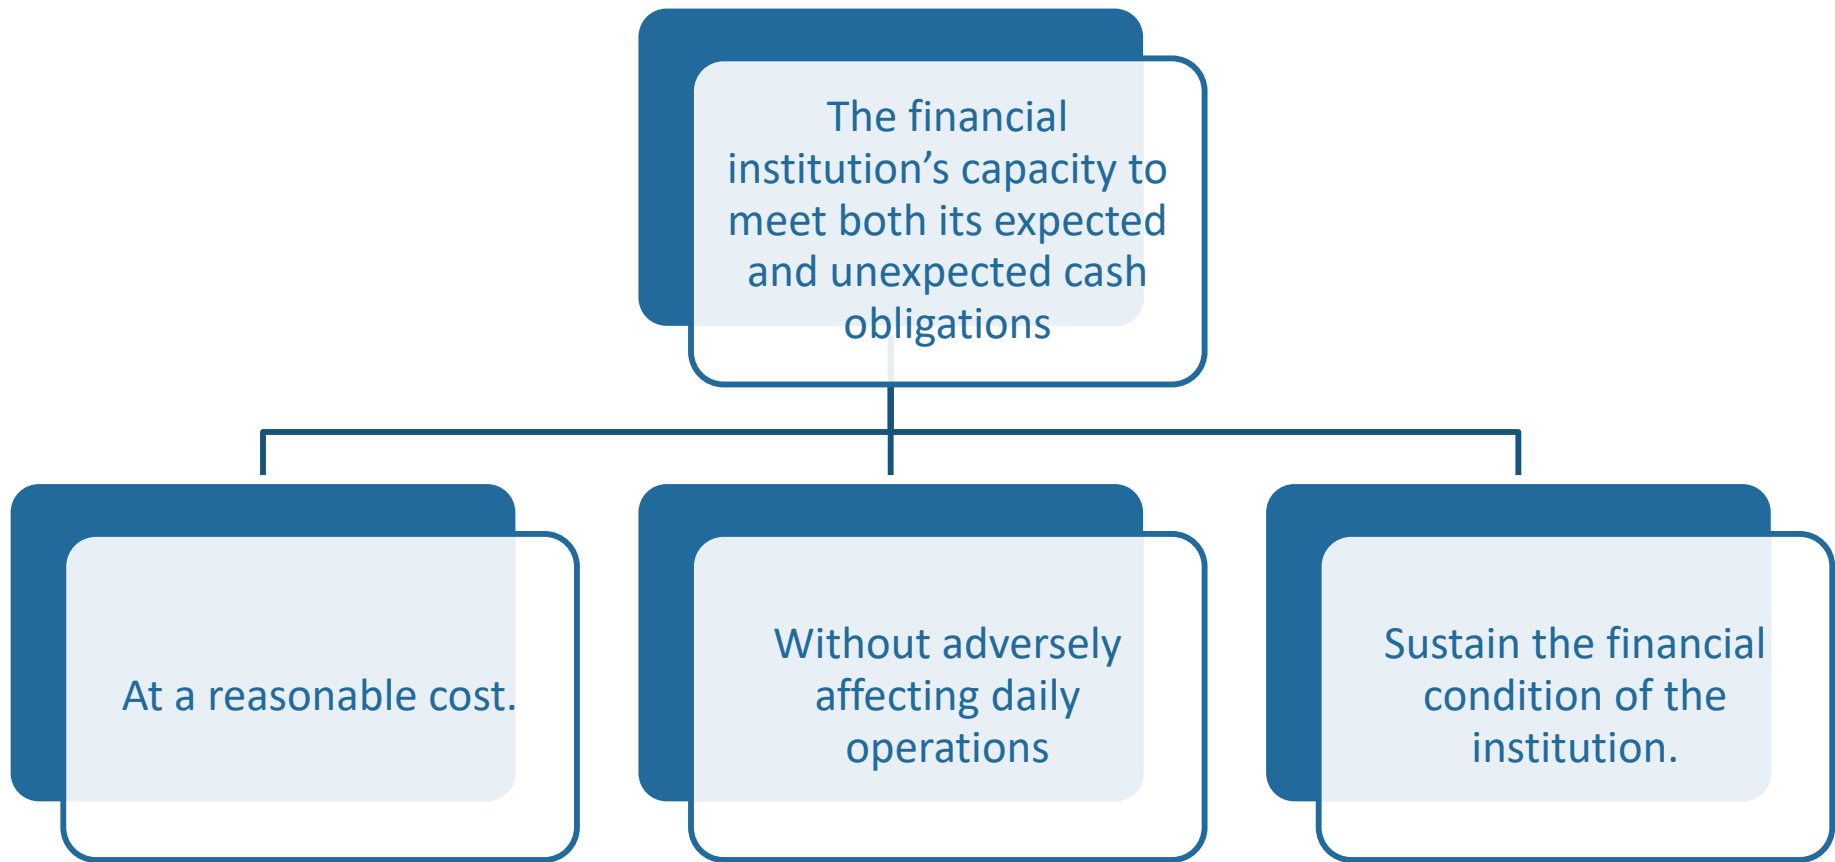 The financial
institution’s capacity to
meet both its expected
and unexpected cash
obligations
At a reasonable cost.
Without adversely
affecting daily
operations
Sustain the financial
condition of the
institution.